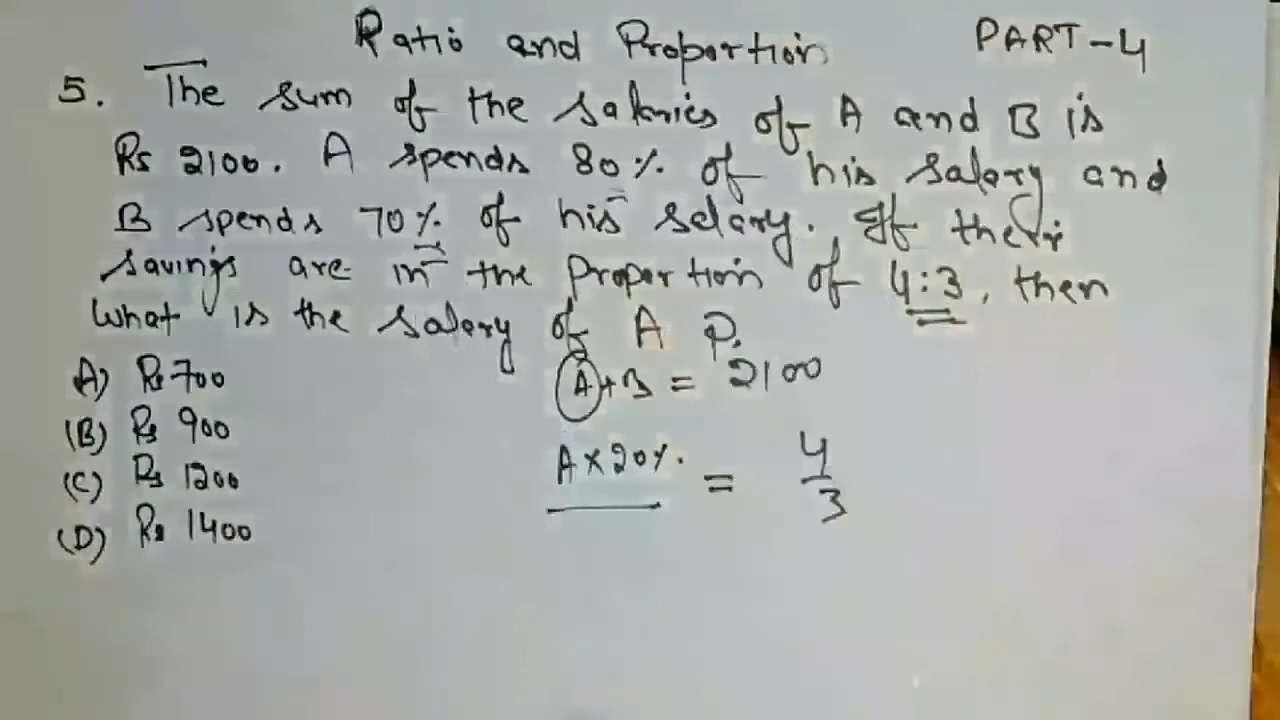 Ratio and Proportion PART-4
5. The sum of the salaries of A and B is
Rs 2100. A spends 80% of his salary and
B spends 70% of his salary. If their
savings are in the proportion of 4:3, then
what is the salary of A ?
A) Rs 700
(B) Rs 900
(C) Rs 1200
(D) Rs 1400
A+B = 2100
A×20% = 4/3